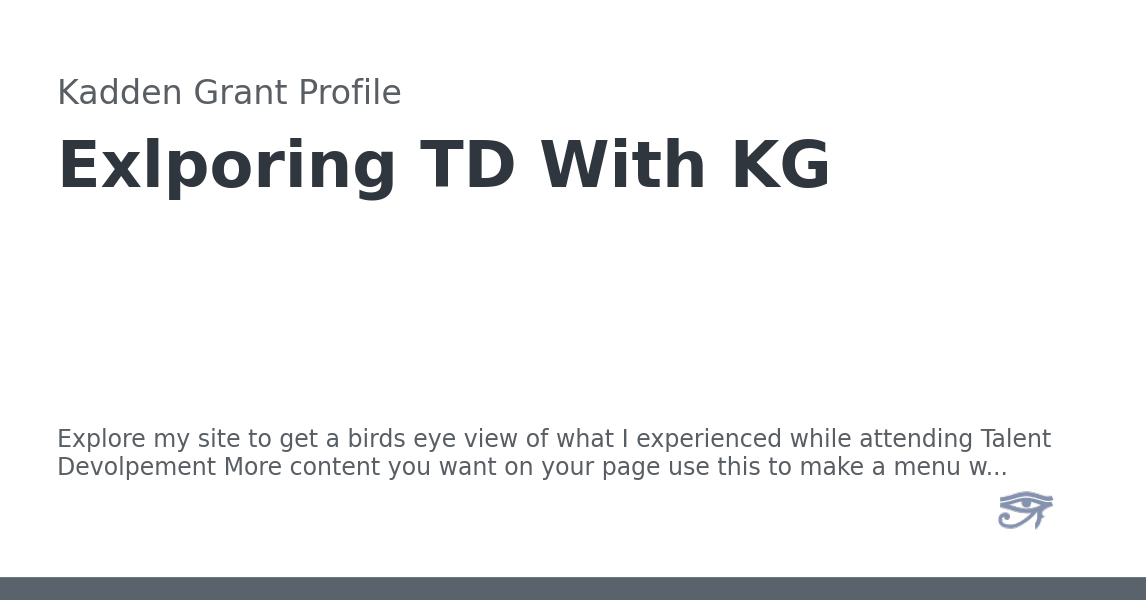 Kadden Grant Profile
Exlporing TD With KG
Explore my site to get a birds eye view of what I experienced while attending Talent
Devolpement More content you want on your page use this to make a menu w...